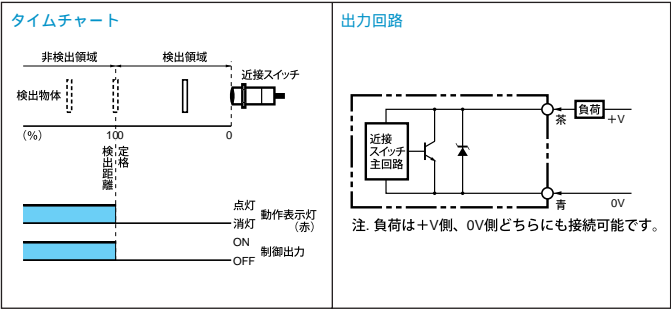 タイムチャート
非検出領域
検出領域
近接スイッチ
検出物体
(%)
100
0
定格検出距離
点灯
消灯
動作表示灯
(赤)
ON
OFF
制御出力
出力回路
近接
スイッチ
主回路
茶
負荷
+V
青
0V
注. 負荷は+V側、0V側どちらにも接続可能です。